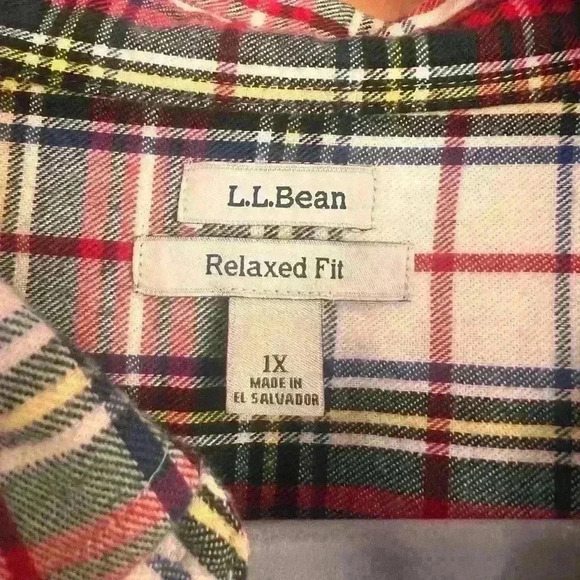 L.L.Bean
Relaxed Fit
1X
MADE IN
EL SALVADOR